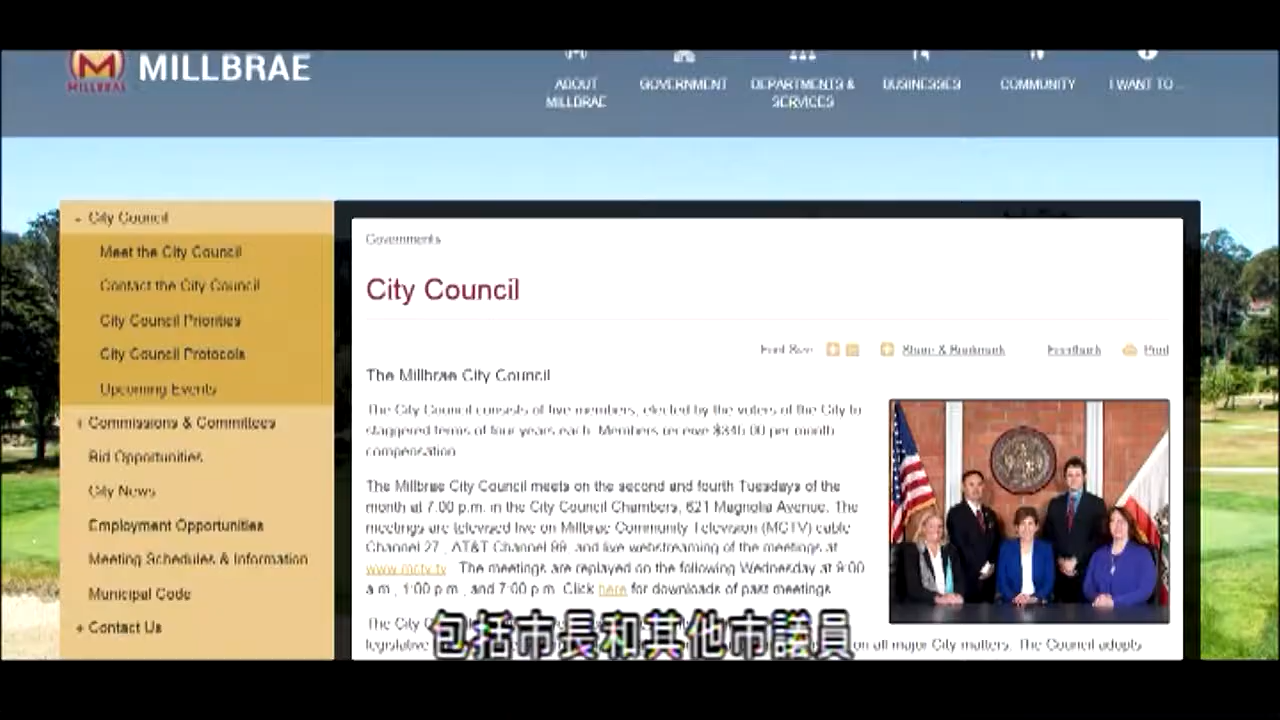 MILLBRAE
MILLBRAE
ABOUT MILLBRAE
GOVERNMENT
DEPARTMENTS & SERVICES
BUSINESSES
COMMUNITY
I WANT TO...
- City Council
Meet the City Council
Contact the City Council
City Council Priorities
City Council Protocols
Upcoming Events
+ Commissions & Committees
Bid Opportunities
City News
Employment Opportunities
Meeting Schedules & Information
Municipal Code
+ Contact Us
Governments
City Council
Font Size:
Share & Bookmark
Feedback
Print
The Millbrae City Council
The City Council consists of five members, elected by the voters of the City to
staggered terms of four years each. Members receive per month
compensation.
The Millbrae City Council meets on the second and fourth Tuesdays of the
month at 7:00 p.m. in the City Council Chambers, 621 Magnolia Avenue. The
meetings are televised live on Millbrae Community Television (MCTV) cable
Channel 27, AT&T Channel 99, and live webstreaming of the meetings at
www.mctv.tv. The meetings are replayed on the following Wednesday at 9:00
a.m., 1:00 p.m., and 7:00 p.m. Click here for downloads of past meetings.
The City
legislative on all major City matters. The Council adopts
包括市長和其他市議員